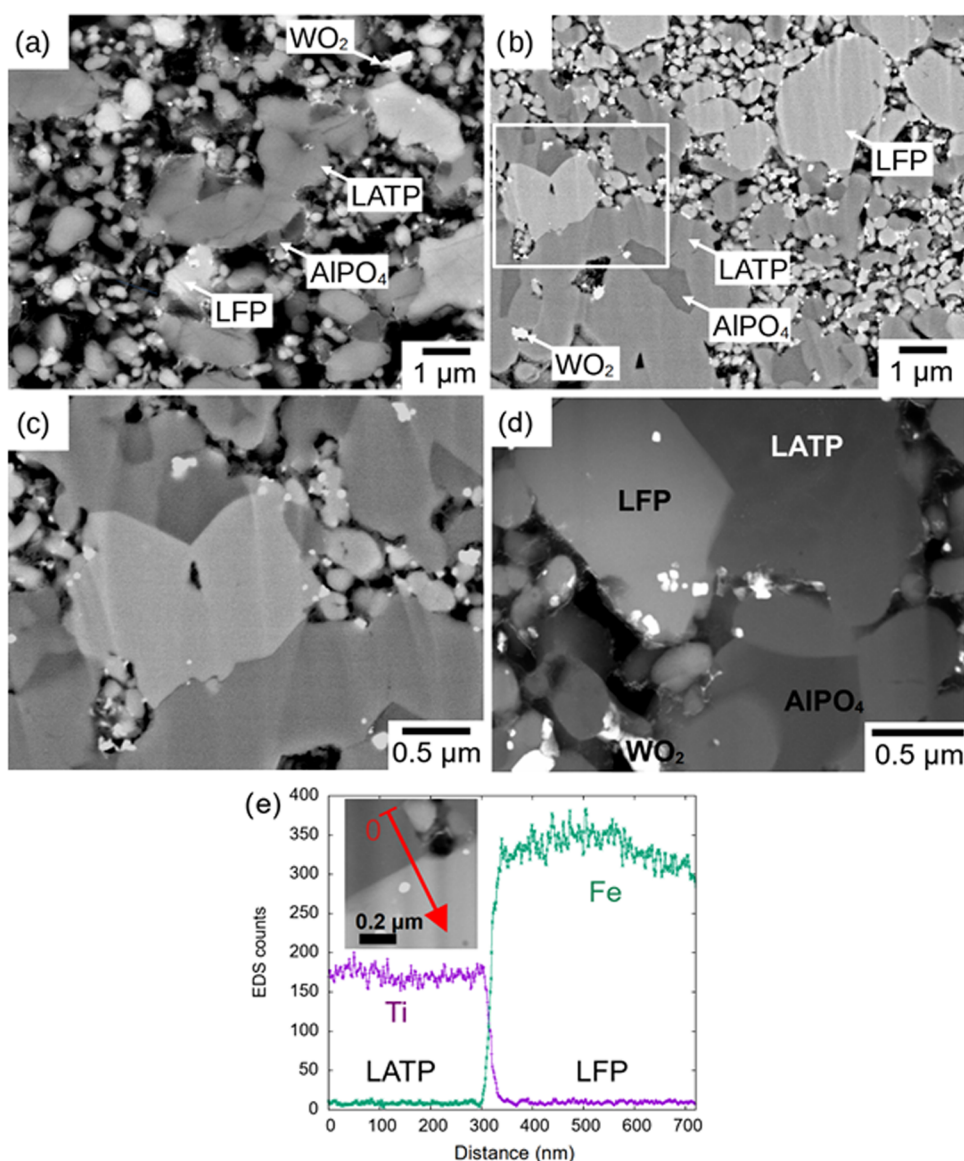 (a)
WO₂
LATP
AlPO₄
LFP
1 μm
(b)
LFP
LATP
AlPO₄
WO₂
1 μm
(c)
0.5 μm
(d)
LATP
LFP
AlPO₄
WO₂
0.5 μm
(e)
400
350
300
250
200
150
100
50
0
EDS counts
0
0.2 μm
Fe
Ti
LATP
LFP
0 100 200 300 400 500 600 700
Distance (nm)